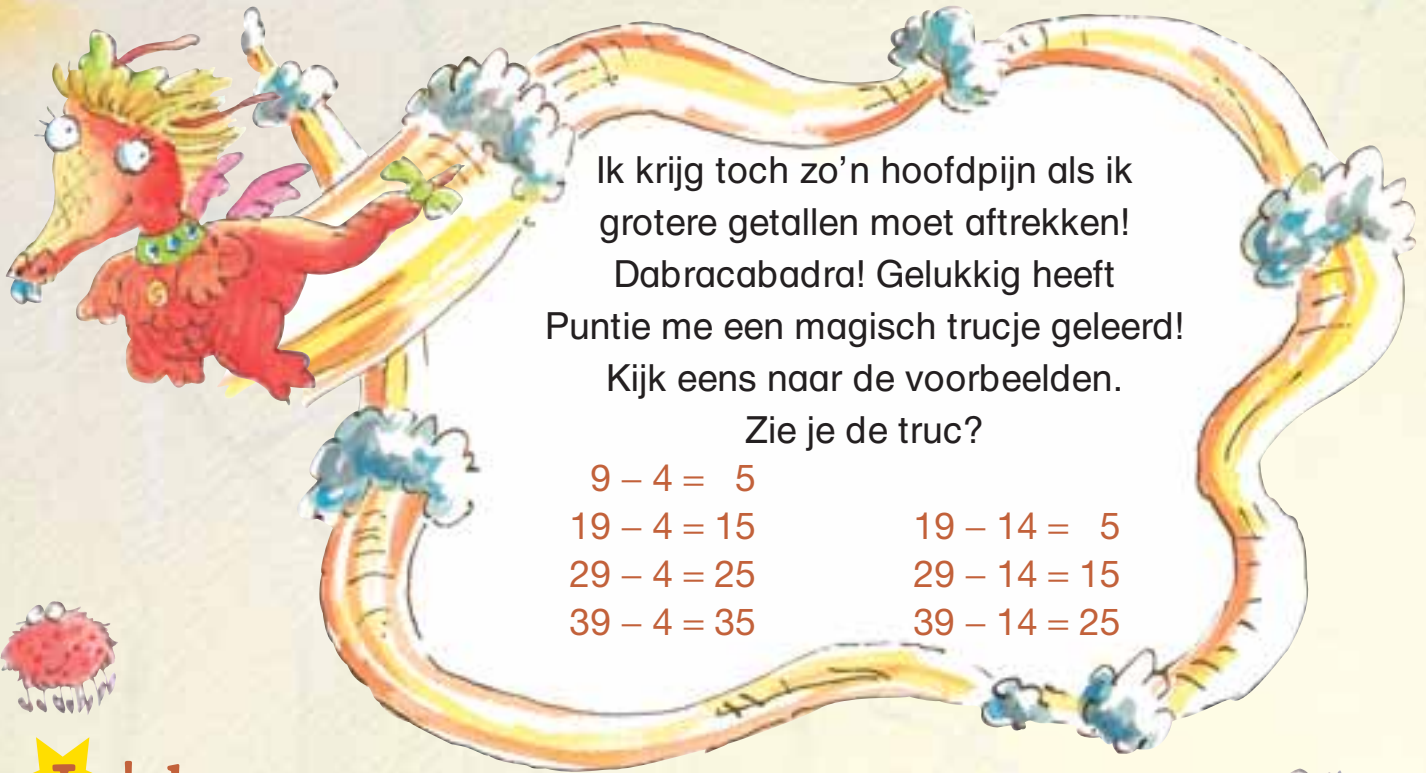 Ik krijg toch zo’n hoofdpijn als ik
grotere getallen moet aftrekken!
Dabracabadra! Gelukkig heeft
Puntie me een magisch trucje geleerd!
Kijk eens naar de voorbeelden.
Zie je de truc?
9 – 4 = 5
19 – 4 = 15
29 – 4 = 25
39 – 4 = 35
19 – 14 = 5
29 – 14 = 15
39 – 14 = 25